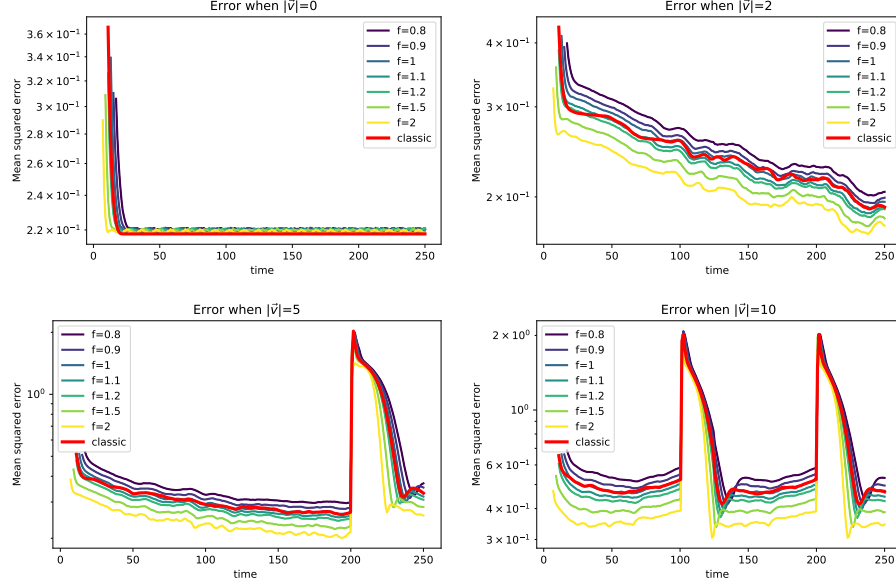 Error when |v⃗|=0
Mean squared error
3.6 × 10⁻¹
3.4 × 10⁻¹
3.2 × 10⁻¹
3 × 10⁻¹
2.8 × 10⁻¹
2.6 × 10⁻¹
2.4 × 10⁻¹
2.2 × 10⁻¹
f=0.8
f=0.9
f=1
f=1.1
f=1.2
f=1.5
f=2
classic
0 50 100 150 200 250
time
Error when |v⃗|=2
Mean squared error
4 × 10⁻¹
3 × 10⁻¹
2 × 10⁻¹
f=0.8
f=0.9
f=1
f=1.1
f=1.2
f=1.5
f=2
classic
0 50 100 150 200 250
time
Error when |v⃗|=5
Mean squared error
10⁰
f=0.8
f=0.9
f=1
f=1.1
f=1.2
f=1.5
f=2
classic
0 50 100 150 200 250
time
Error when |v⃗|=10
Mean squared error
2 × 10⁰
10⁰
6 × 10⁻¹
4 × 10⁻¹
3 × 10⁻¹
f=0.8
f=0.9
f=1
f=1.1
f=1.2
f=1.5
f=2
classic
0 50 100 150 200 250
time